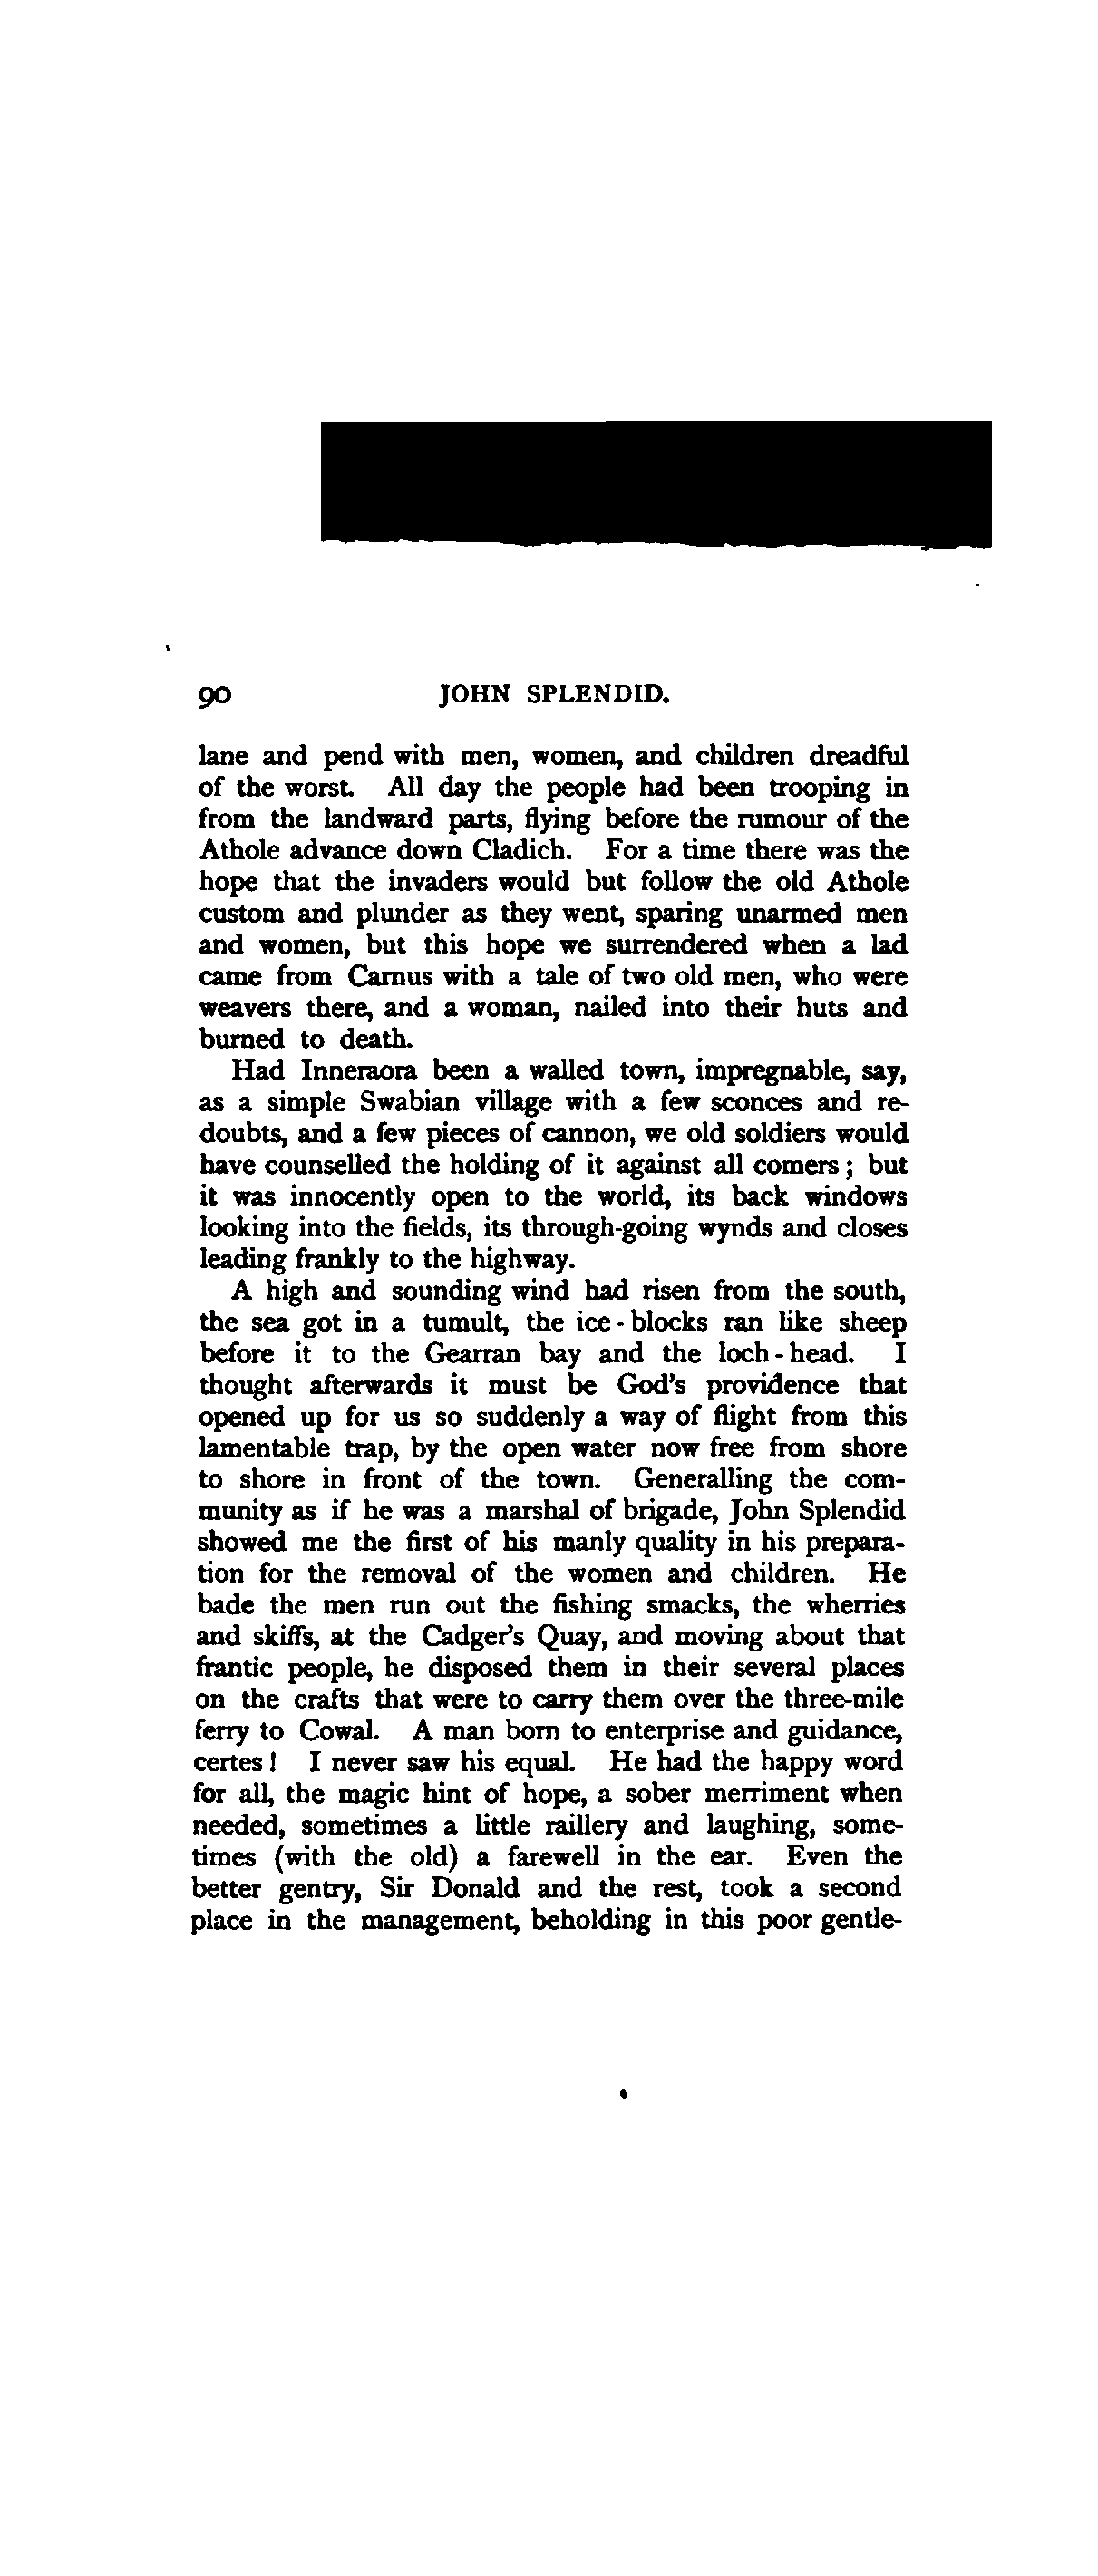 90 JOHN SPLENDID.
lane and pend with men, women, and children dreadful
of the worst. All day the people had been trooping in
from the landward parts, flying before the rumour of the
Athole advance down Cladich. For a time there was the
hope that the invaders would but follow the old Athole
custom and plunder as they went, sparing unarmed men
and women, but this hope we surrendered when a lad
came from Camus with a tale of two old men, who were
weavers there, and a woman, nailed into their huts and
burned to death.
Had Inneraora been a walled town, impregnable, say,
as a simple Swabian village with a few sconces and re-
doubts, and a few pieces of cannon, we old soldiers would
have counselled the holding of it against all comers; but
it was innocently open to the world, its back windows
looking into the fields, its through-going wynds and closes
leading frankly to the highway.
A high and sounding wind had risen from the south,
the sea got in a tumult, the ice-blocks ran like sheep
before it to the Gearran bay and the loch-head. I
thought afterwards it must be God's providence that
opened up for us so suddenly a way of flight from this
lamentable trap, by the open water now free from shore
to shore in front of the town. Generalling the com-
munity as if he was a marshal of brigade, John Splendid
showed me the first of his manly quality in his prepara-
tion for the removal of the women and children. He
bade the men run out the fishing smacks, the wherries
and skiffs, at the Cadger's Quay, and moving about that
frantic people, he disposed them in their several places
on the crafts that were to carry them over the three-mile
ferry to Cowal. A man born to enterprise and guidance,
certes! I never saw his equal. He had the happy word
for all, the magic hint of hope, a sober merriment when
needed, sometimes a little raillery and laughing, some-
times (with the old) a farewell in the ear. Even the
better gentry, Sir Donald and the rest, took a second
place in the management, beholding in this poor gentle-